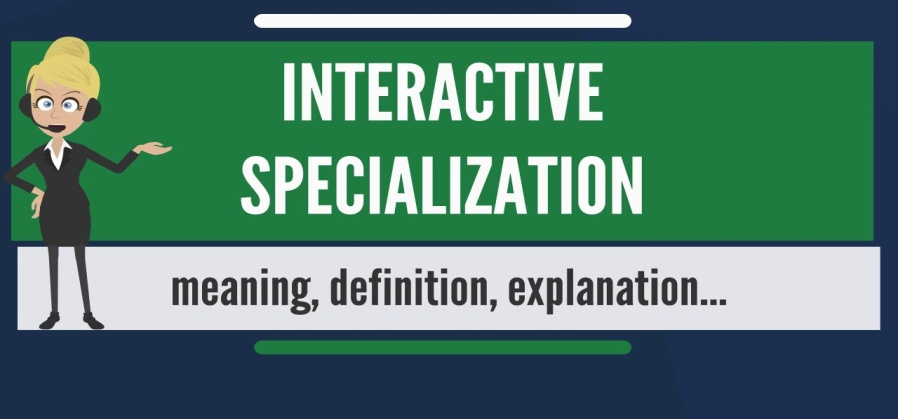 INTERACTIVE
SPECIALIZATION
meaning, definition, explanation...